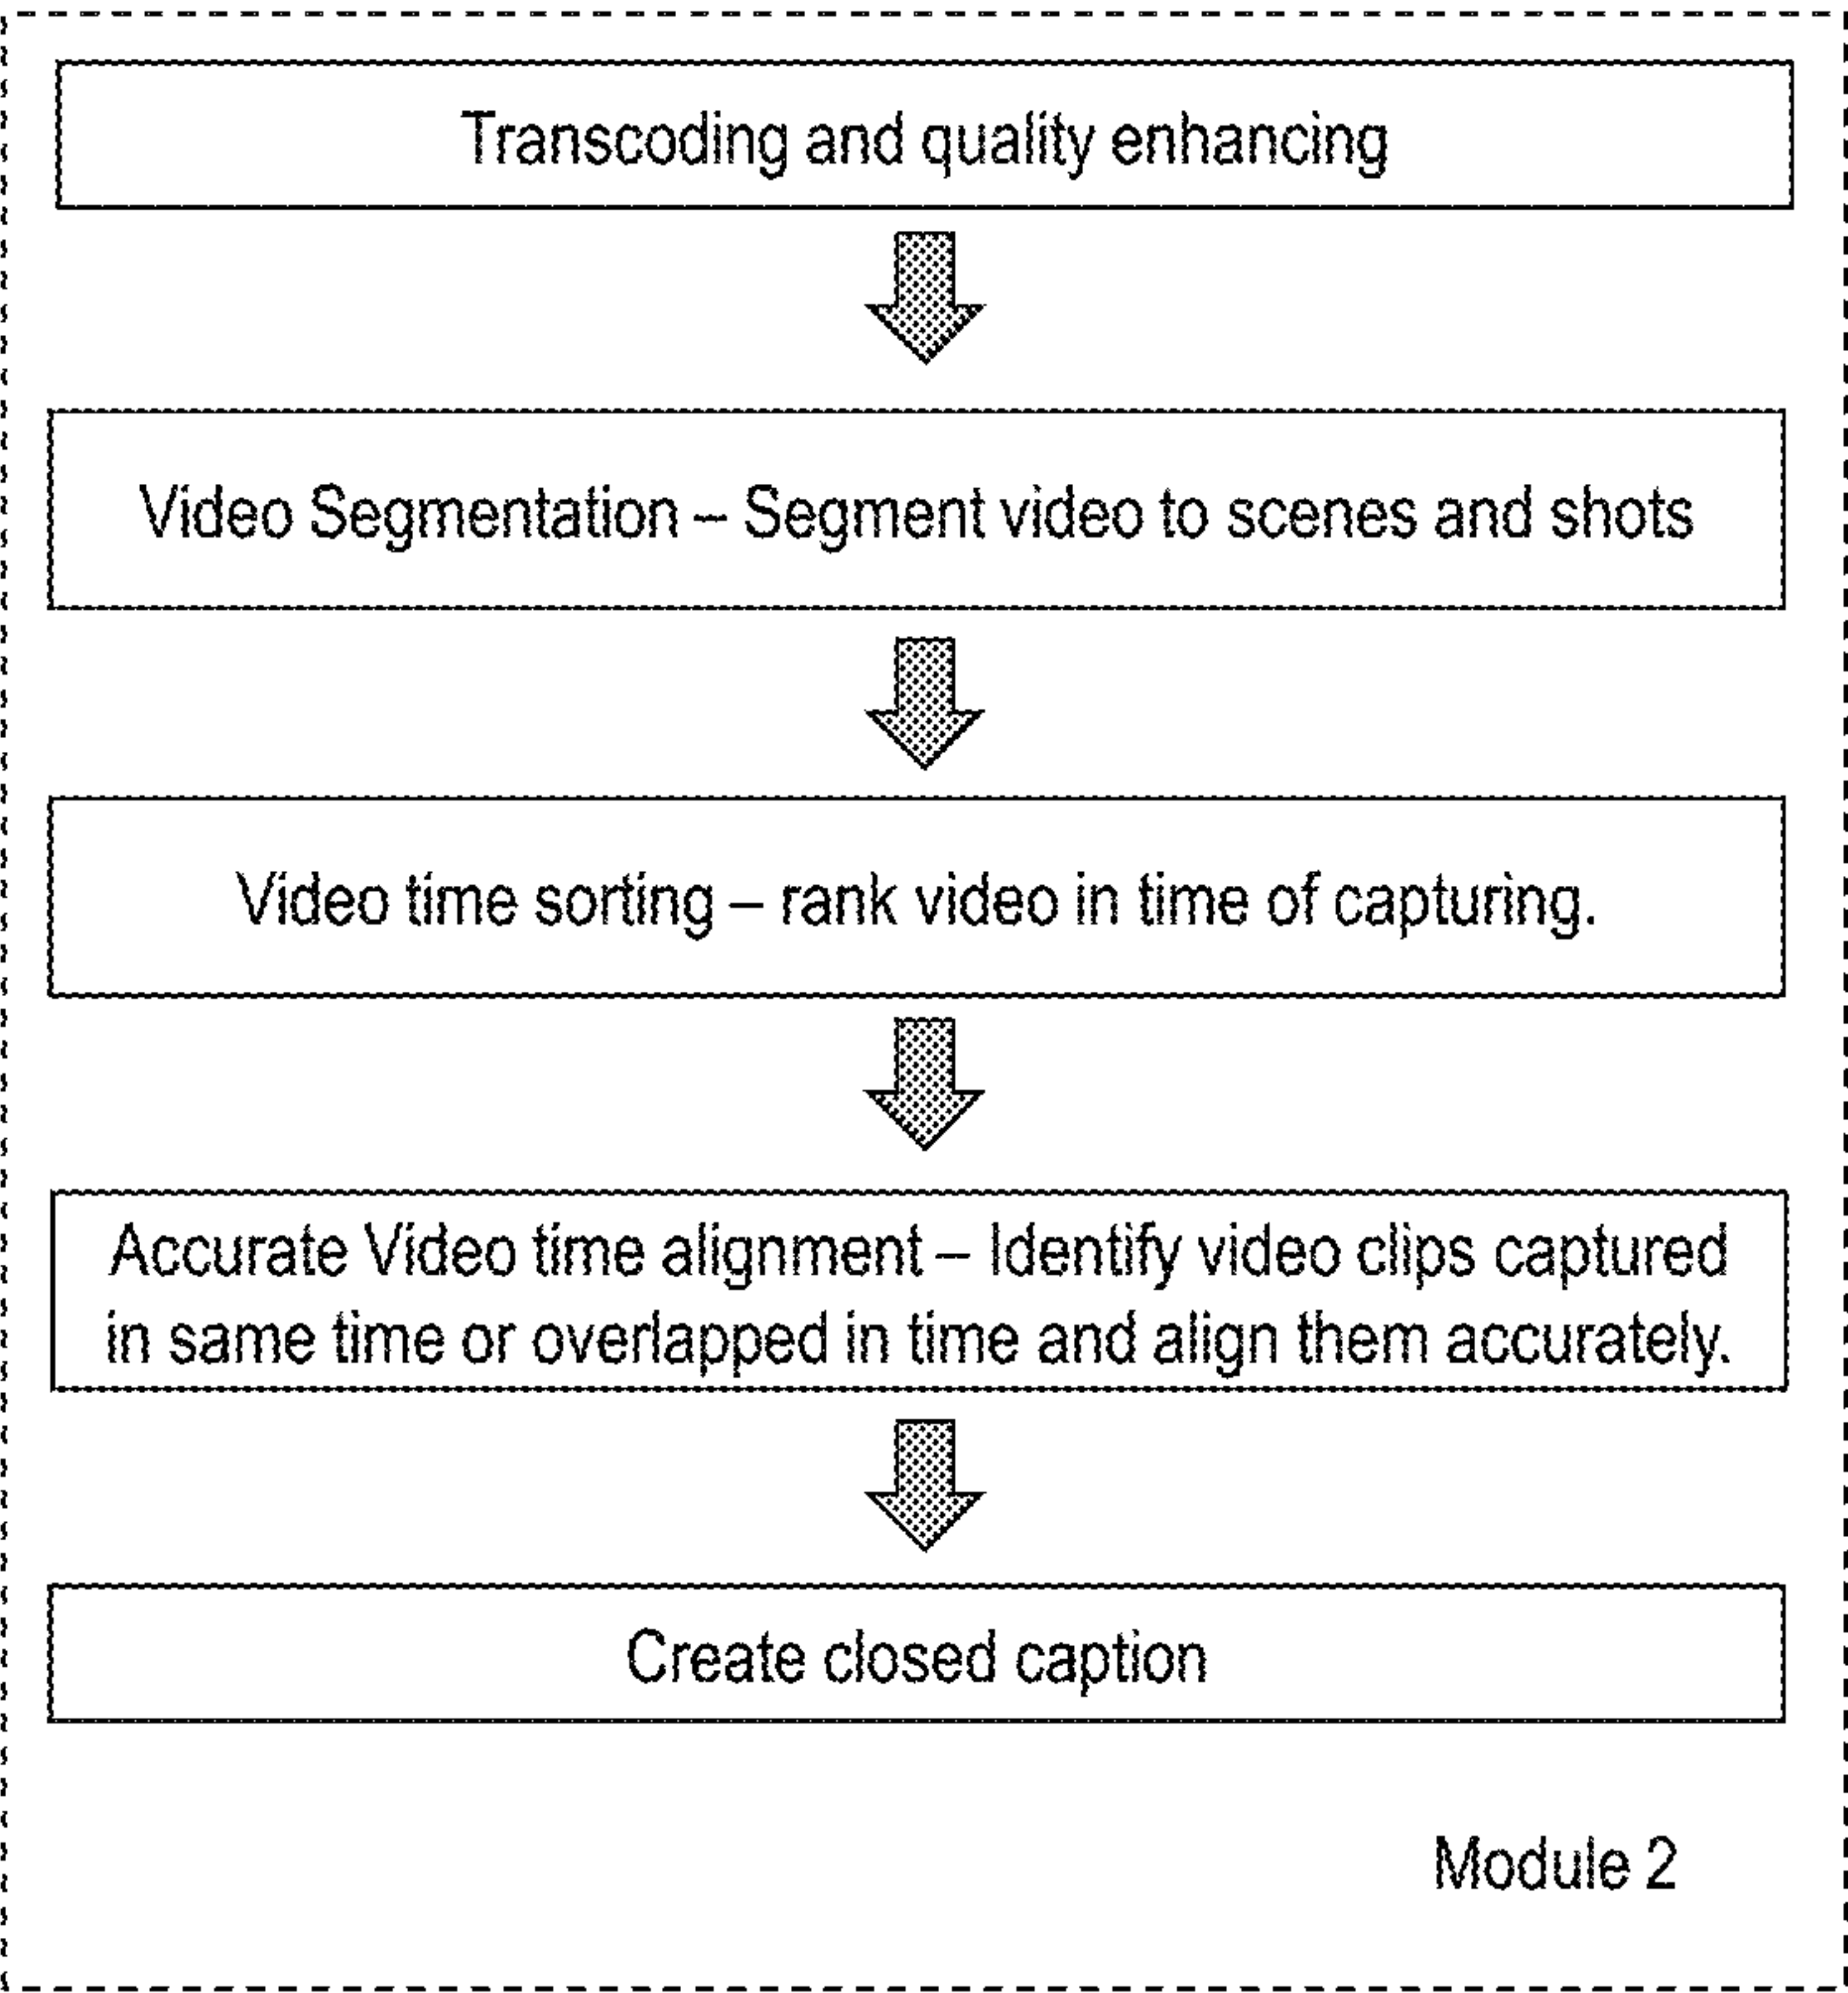 Transcoding and quality enhancing
Video Segmentation – Segment video to scenes and shots
Video time sorting – rank video in time of capturing.
Accurate Video time alignment – Identify video clips captured
in same time or overlapped in time and align them accurately.
Create closed caption
Module 2